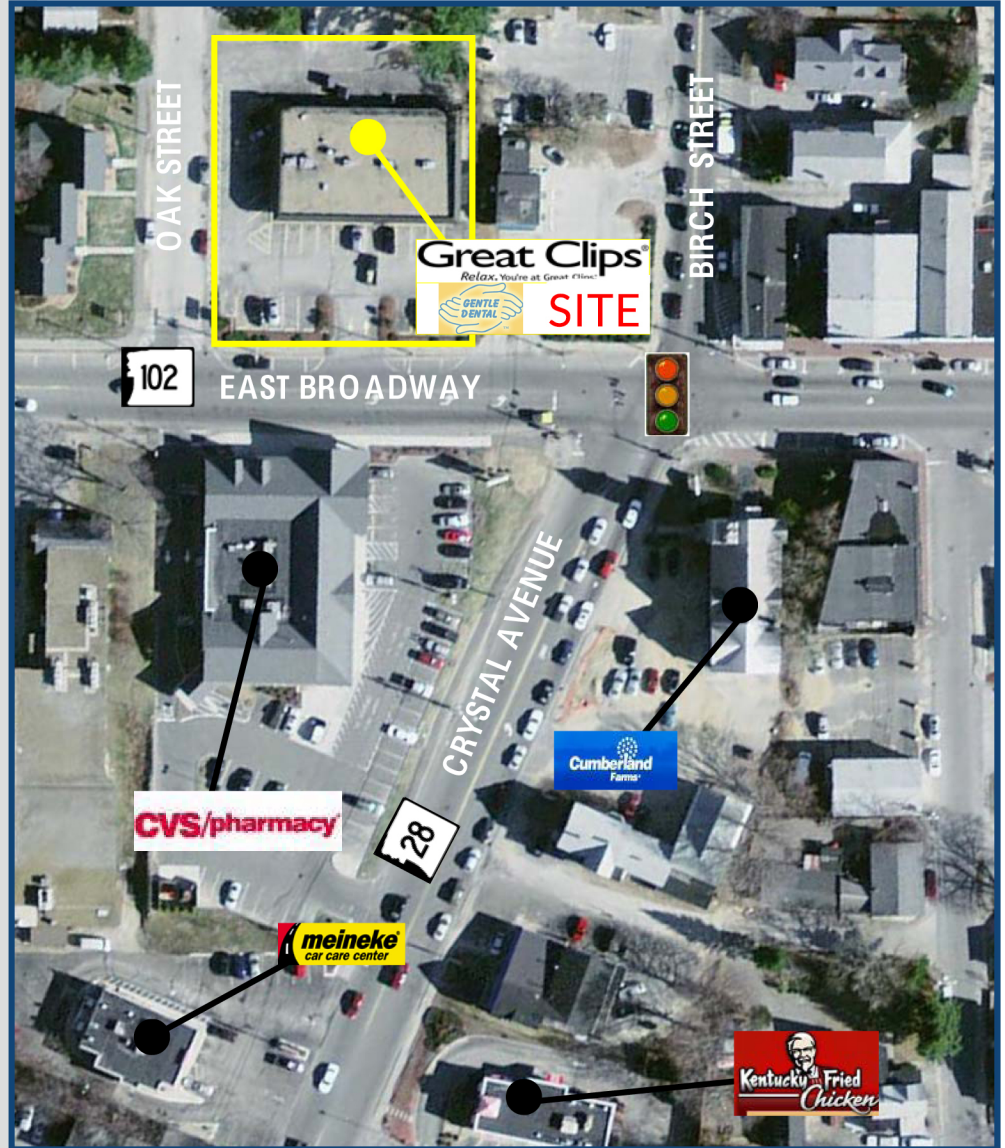 OAK STREET
BIRCH STREET
Great Clips®
Relax. You're at Great Clips.
GENTLE
DENTAL
SITE
102
EAST BROADWAY
CRYSTAL AVENUE
Cumberland
Farms
CVS/pharmacy
28
meineke
car care center
Kentucky Fried
Chicken